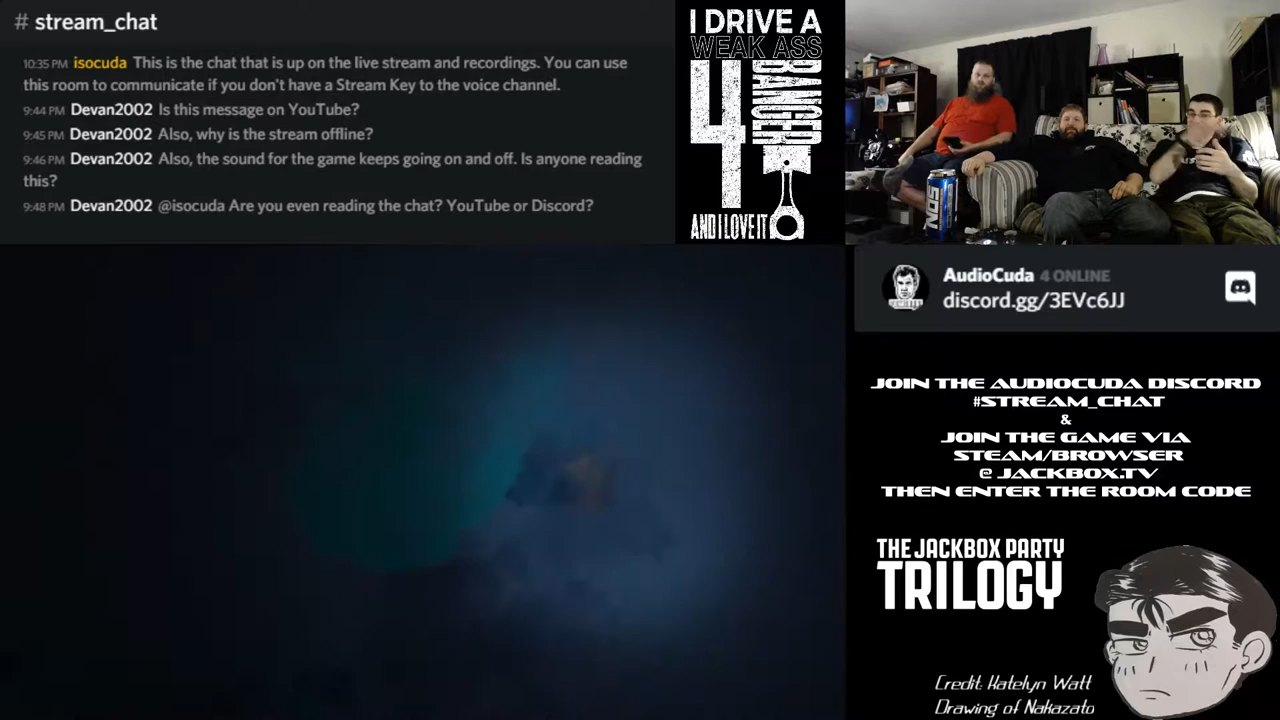 # stream_chat
10:35 PM isocuda This is the chat that is up on the live stream and recordings. You can use
this room to communicate if you don't have a Stream Key to the voice channel.
9:44 PM Devan2002 Is this message on YouTube?
9:45 PM Devan2002 Also, why is the stream offline?
9:46 PM Devan2002 Also, the sound for the game keeps going on and off. Is anyone reading
this?
9:48 PM Devan2002 @isocuda Are you even reading the chat? YouTube or Discord?
I DRIVE A
WEAK ASS
4
BANGER
AND I LOVE IT
AudioCuda 4 ONLINE
discord.gg/3EVc6JJ
JOIN THE AUDIOCUDA DISCORD
#STREAM_CHAT
&
JOIN THE GAME VIA
STEAM/BROWSER
@ JACKBOX.TV
THEN ENTER THE ROOM CODE
THE JACKBOX PARTY
TRILOGY
Credit: Katelyn Watt
Drawing of Nakazato